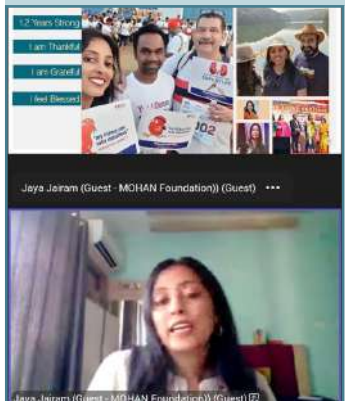 12 Years Strong
I am Thankful
I am Grateful
I feel Blessed
Jaya Jairam (Guest - MOHAN Foundation)) (Guest) •••
Jaya Jairam (Guest - MOHAN Foundation)) (Guest)